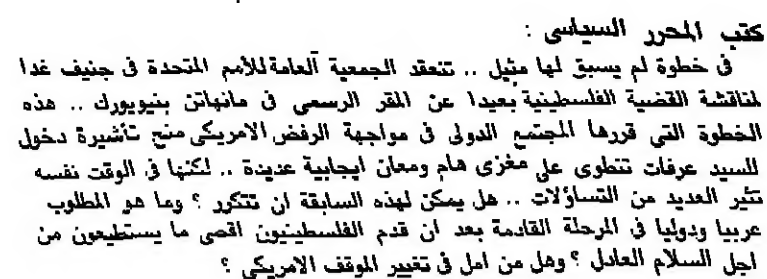 كتب المحرر السياسى :
فى خطوة لم يسبق لها مثيل .. تنعقد الجمعية العامة للأمم المتحدة فى جنيف غدا
لمناقشة القضية الفلسطينية بعيدا عن المقر الرسمى فى مانهاتن بنيويورك .. هذه
الخطوة التي قررها المجتمع الدولى فى مواجهة الرفض الامريكى منح تأشيرة دخول
للسيد عرفات تنطوى على مغزى هام ومعان ايجابية عديدة .. لكنها فى الوقت نفسه
تثير العديد من التساؤلات .. هل يمكن لهذه السابقة ان تتكرر ؟ وما هو المطلوب
عربيا ودوليا فى المرحلة القادمة بعد ان قدم الفلسطينيون اقصى ما يستطيعون من
اجل السلام العادل ؟ وهل من امل فى تغيير الموقف الامريكى ؟